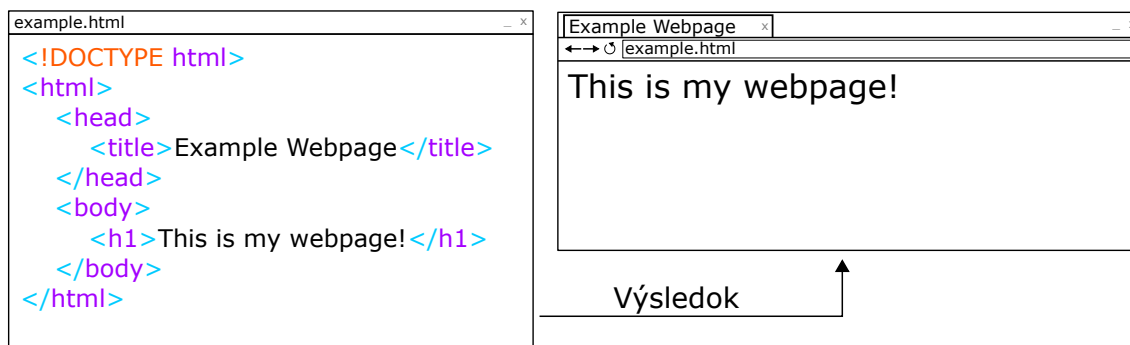 example.html
<!DOCTYPE html>
<html>
<head>
<title>Example Webpage</title>
</head>
<body>
<h1>This is my webpage!</h1>
</body>
</html>
Example Webpage x
example.html
This is my webpage!
Výsledok